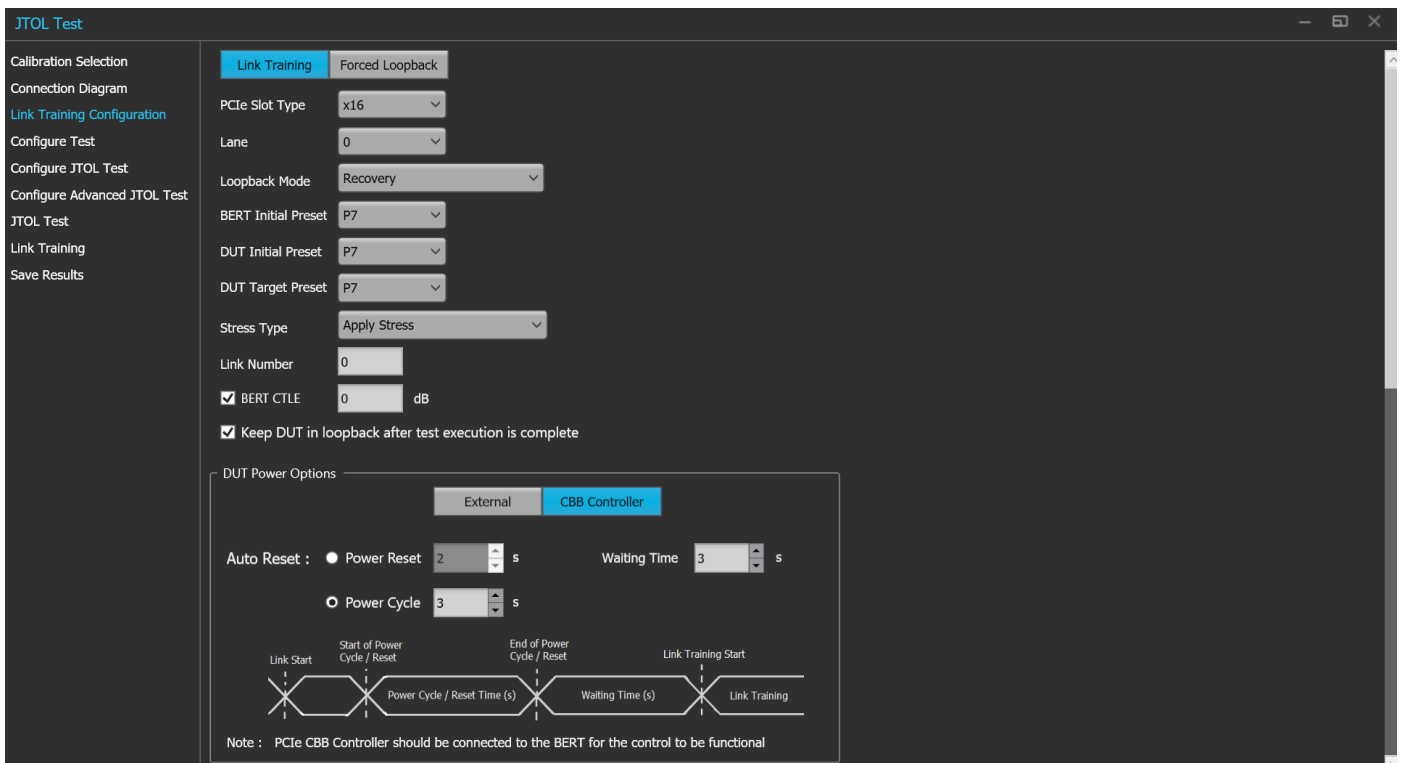 JTOL Test
Calibration Selection
Connection Diagram
Link Training Configuration
Configure Test
Configure JTOL Test
Configure Advanced JTOL Test
JTOL Test
Link Training
Save Results
Link Training Forced Loopback
PCIe Slot Type x16
Lane 0
Loopback Mode Recovery
BERT Initial Preset P7
DUT Initial Preset P7
DUT Target Preset P7
Stress Type Apply Stress
Link Number 0
BERT CTLE 0 dB
Keep DUT in loopback after test execution is complete
DUT Power Options
External CBB Controller
Auto Reset : Power Reset 2 s Waiting Time 3 s
Power Cycle 3 s
Link Start
Start of Power
Cycle / Reset
End of Power
Cycle / Reset
Link Training Start
Power Cycle / Reset Time (s) Waiting Time (s) Link Training
Note : PCIe CBB Controller should be connected to the BERT for the control to be functional